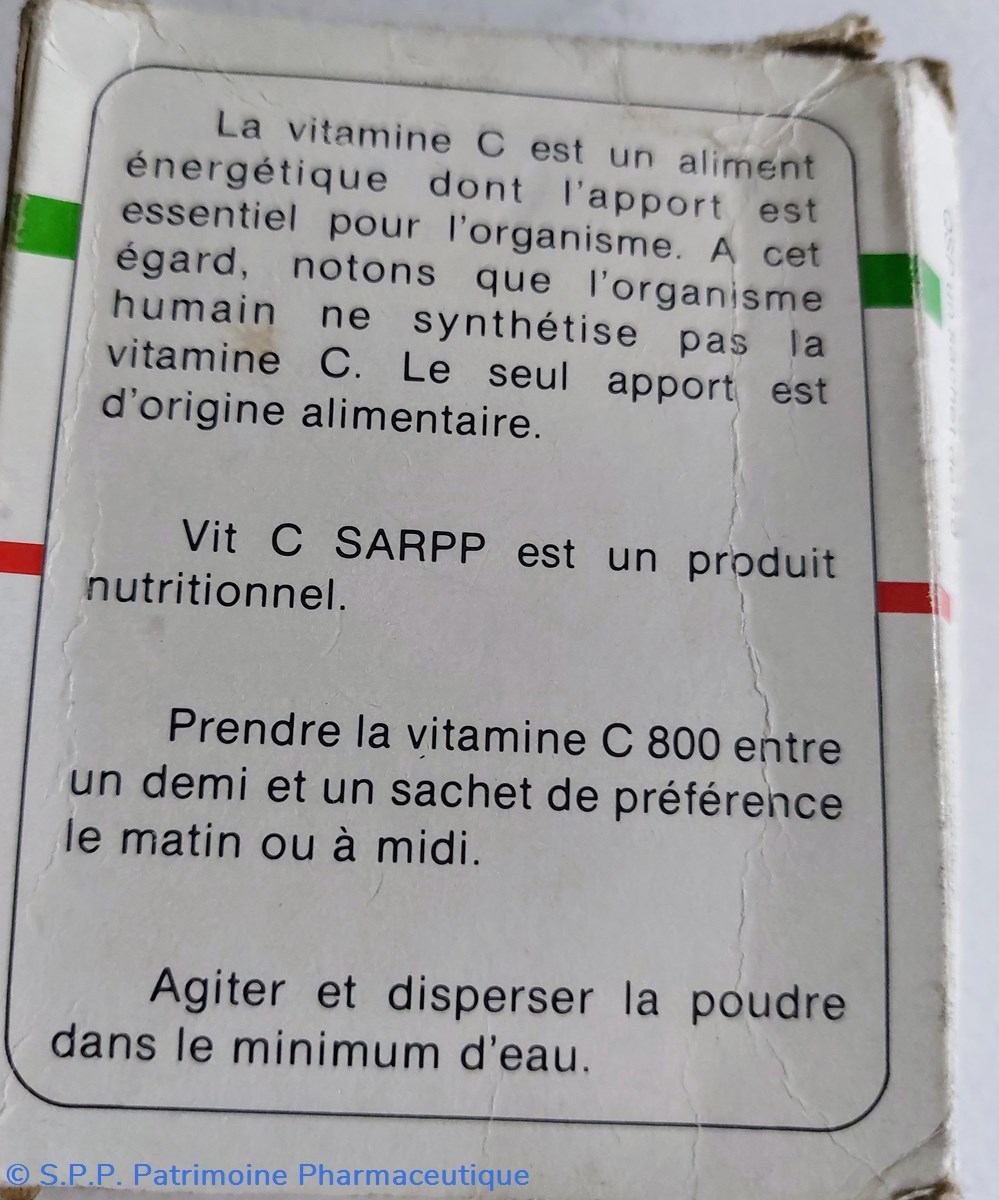 La vitamine C est un aliment
énergétique dont l'apport est
essentiel pour l'organisme. A cet
égard, notons que l'organisme
humain ne synthétise pas la
vitamine C. Le seul apport est
d'origine alimentaire.
Vit C SARPP est un produit
nutritionnel.
Prendre la vitamine C 800 entre
un demi et un sachet de préférence
le matin ou à midi.
Agiter et disperser la poudre
dans le minimum d'eau.
© S.P.P. Patrimoine Pharmaceutique